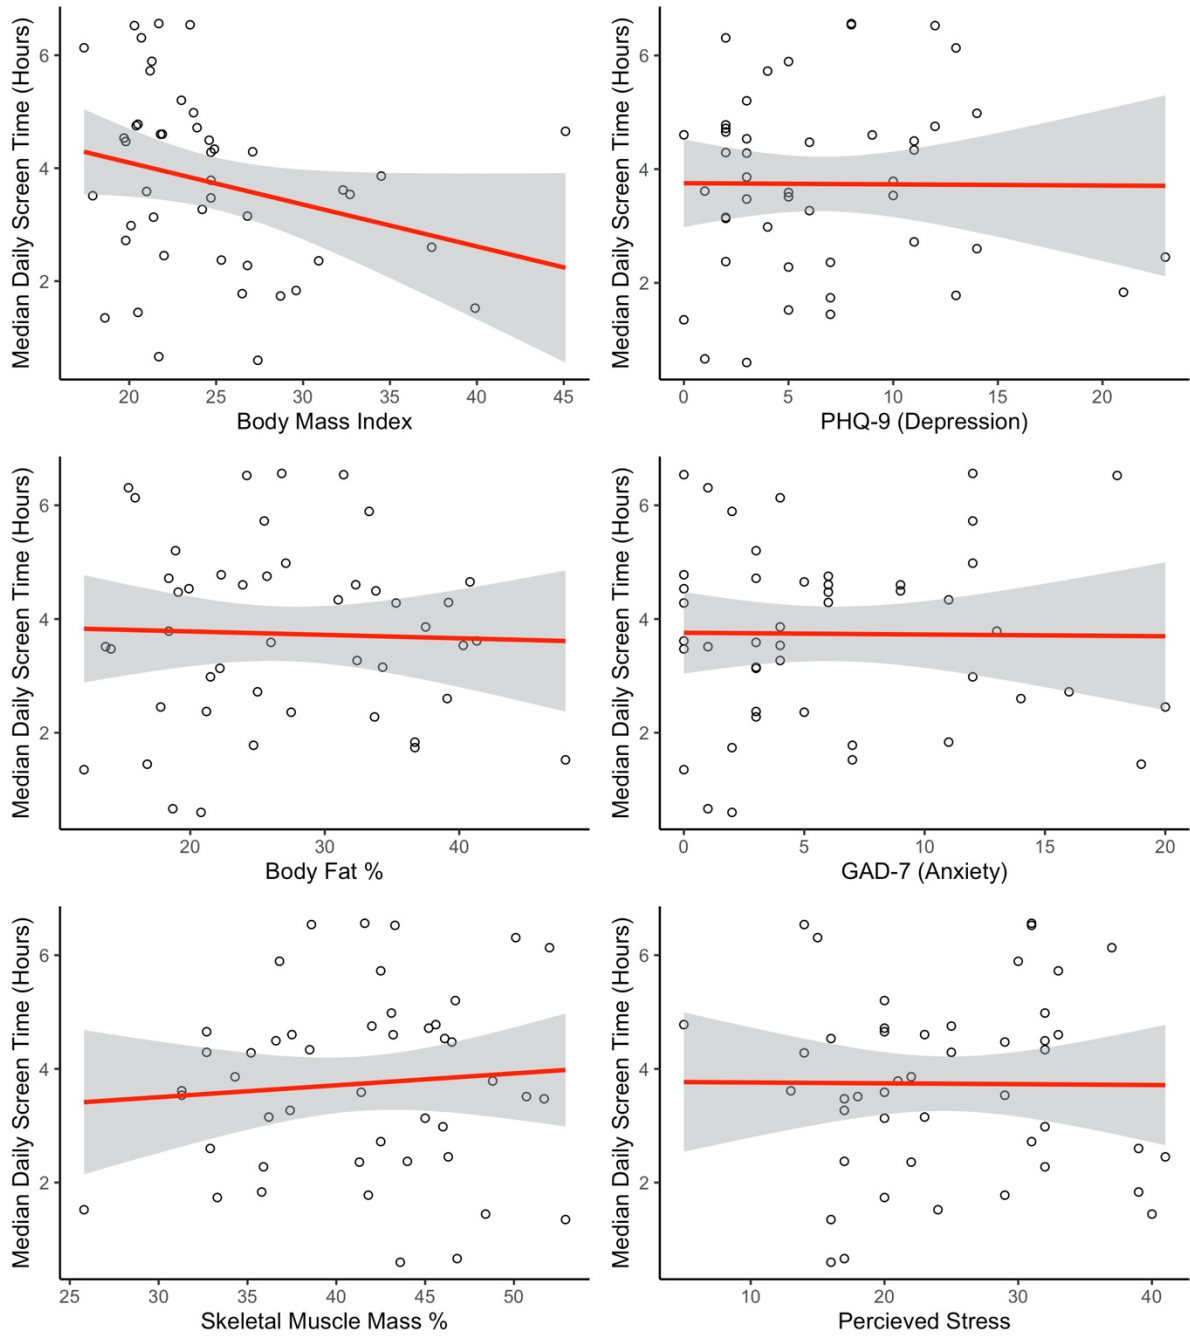 Median Daily Screen Time (Hours)
6
4
2
20 25 30 35 40 45
Body Mass Index
Median Daily Screen Time (Hours)
6
4
2
0 5 10 15 20
PHQ-9 (Depression)
Median Daily Screen Time (Hours)
6
4
2
20 30 40
Body Fat %
Median Daily Screen Time (Hours)
6
4
2
0 5 10 15 20
GAD-7 (Anxiety)
Median Daily Screen Time (Hours)
6
4
2
25 30 35 40 45 50
Skeletal Muscle Mass %
Median Daily Screen Time (Hours)
6
4
2
10 20 30 40
Percieved Stress